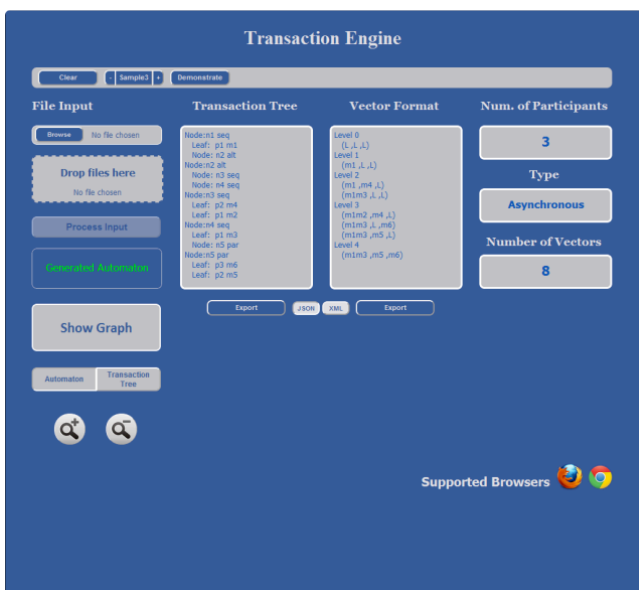 Transaction Engine
Clear - Sample3 + Demonstrate
File Input
Browse No file chosen
Drop files here
No file chosen
Process Input
Generated Automaton
Show Graph
Automaton
Transaction
Tree
Transaction Tree
Node:n1 seq
Leaf: p1 m1
Node: n2 alt
Node:n2 alt
Node: n3 seq
Node: n4 seq
Node:n3 seq
Leaf: p2 m4
Leaf: p1 m2
Node:n4 seq
Leaf: p1 m3
Node: n5 par
Node:n5 par
Leaf: p3 m6
Leaf: p2 m5
Vector Format
Level 0
(L ,L ,L)
Level 1
(m1 ,L ,L)
Level 2
(m1 ,m4 ,L)
(m1m3 ,L ,L)
Level 3
(m1m2 ,m4 ,L)
(m1m3 ,L ,m6)
(m1m3 ,m5 ,L)
Level 4
(m1m3 ,m5 ,m6)
Export JSON XML Export
Num. of Participants
3
Type
Asynchronous
Number of Vectors
8
Supported Browsers